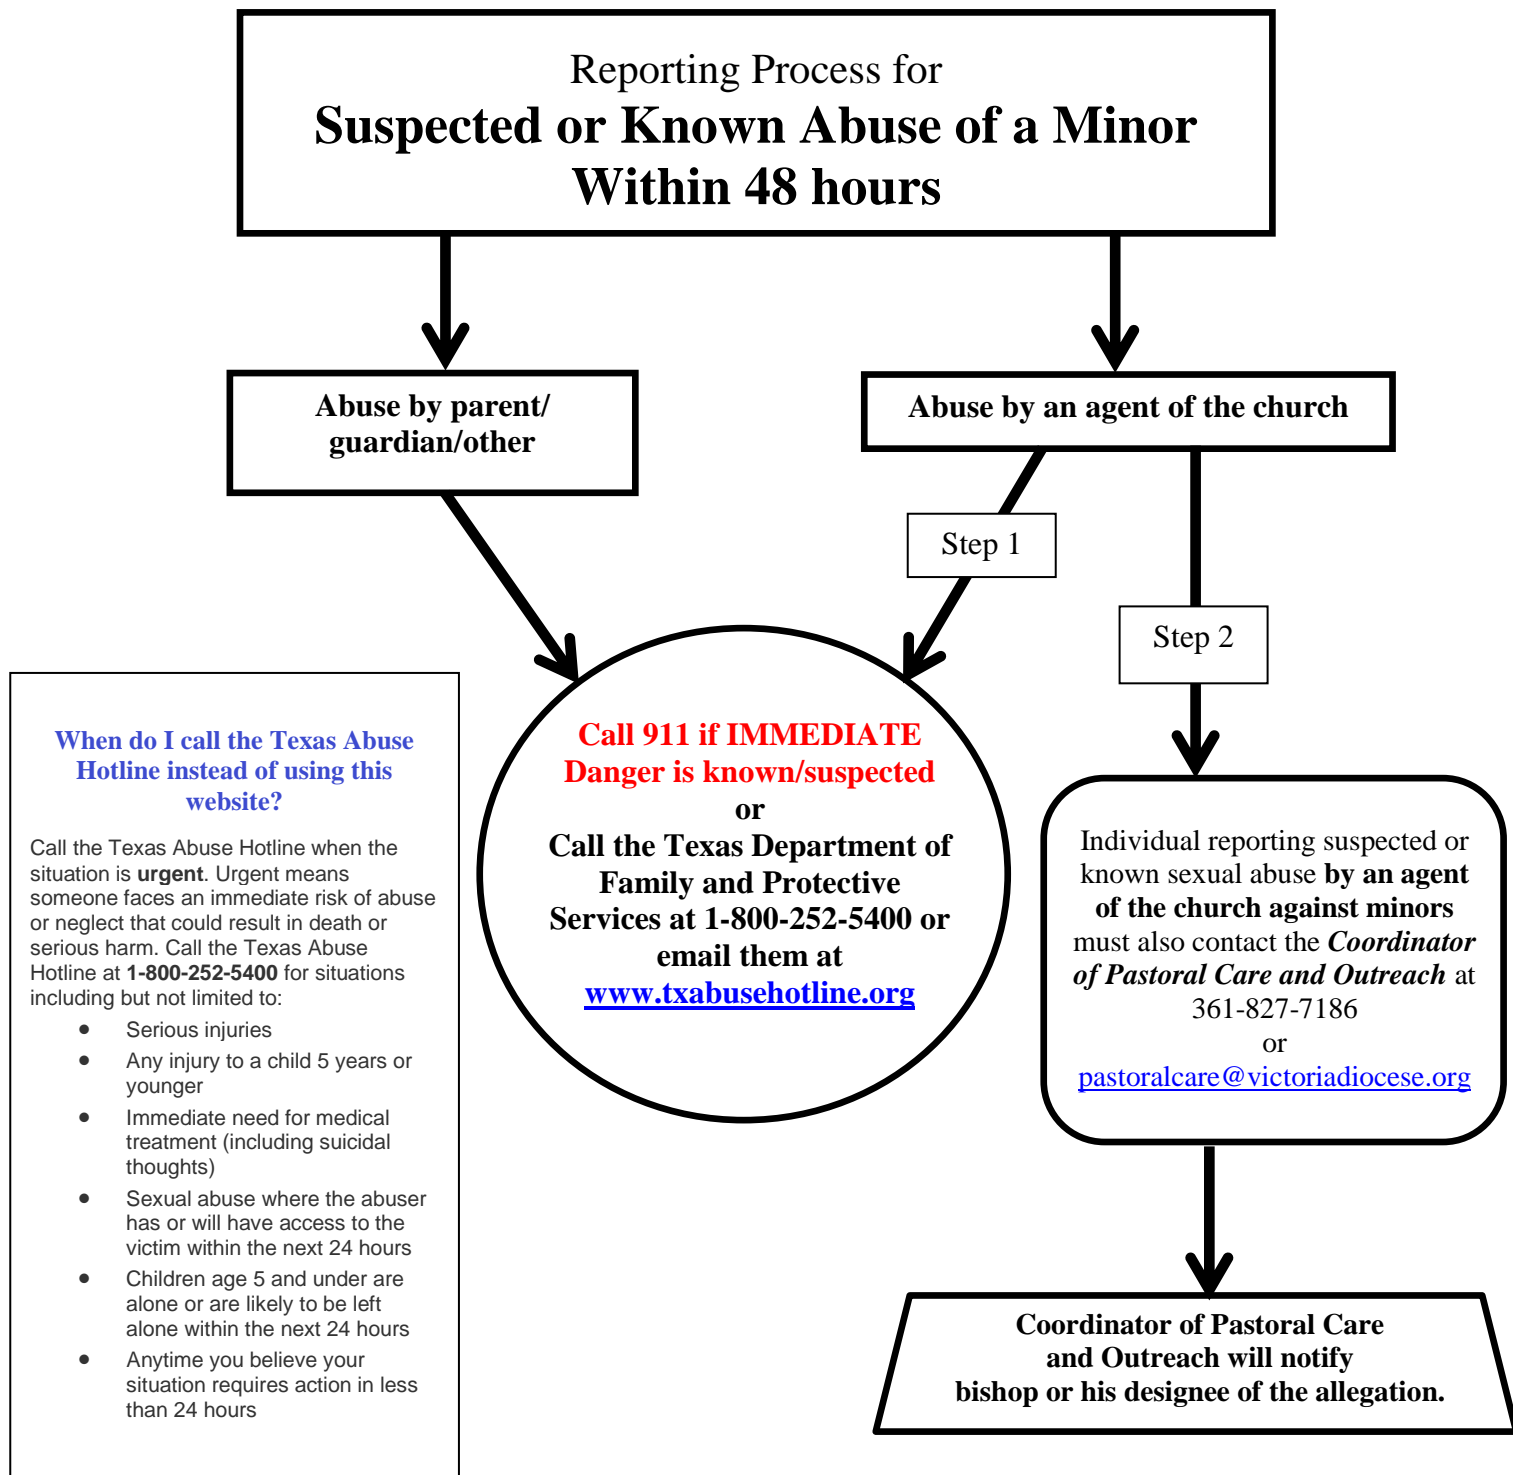 Reporting Process for
Suspected or Known Abuse of a Minor
Within 48 hours
Abuse by parent/
guardian/other
Abuse by an agent of the church
Step 1
Step 2
When do I call the Texas Abuse
Hotline instead of using this
website?
Call the Texas Abuse Hotline when the
situation is urgent. Urgent means
someone faces an immediate risk of abuse
or neglect that could result in death or
serious harm. Call the Texas Abuse
Hotline at 1-800-252-5400 for situations
including but not limited to:
• Serious injuries
• Any injury to a child 5 years or
younger
• Immediate need for medical
treatment (including suicidal
thoughts)
• Sexual abuse where the abuser
has or will have access to the
victim within the next 24 hours
• Children age 5 and under are
alone or are likely to be left
alone within the next 24 hours
• Anytime you believe your
situation requires action in less
than 24 hours
Call 911 if IMMEDIATE
Danger is known/suspected
or
Call the Texas Department of
Family and Protective
Services at 1-800-252-5400 or
email them at
www.txabusehotline.org
Individual reporting suspected or
known sexual abuse by an agent
of the church against minors
must also contact the Coordinator
of Pastoral Care and Outreach at
361-827-7186
or
pastoralcare@victoriadiocese.org
Coordinator of Pastoral Care
and Outreach will notify
bishop or his designee of the allegation.